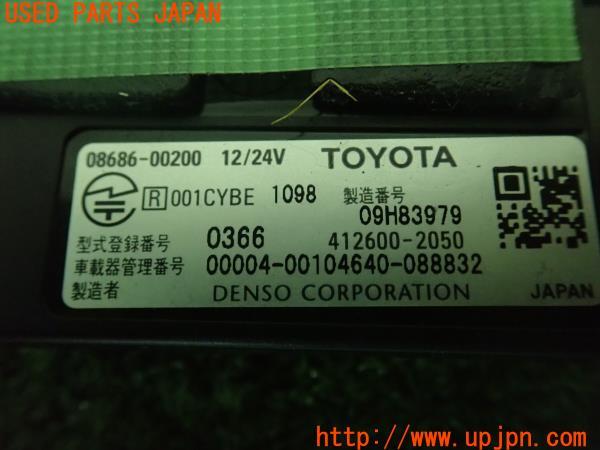 USED PARTS JAPAN
08686-00200 12/24V TOYOTA
R 001CYBE 1098 製造番号
09H83979
型式登録番号 0366 412600-2050
車載器管理番号 00004-00104640-088832
製造者 DENSO CORPORATION JAPAN
http://www.upjpn.com/